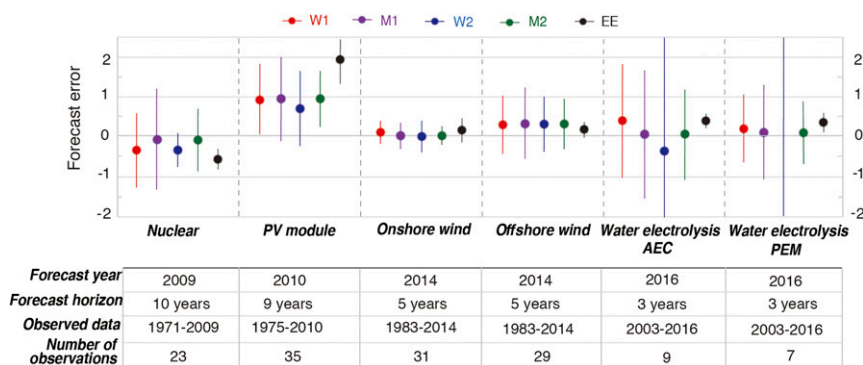 W1 M1 W2 M2 EE
Forecast error
2 2
1 1
0 0
-1 -1
-2 -2
Nuclear PV module Onshore wind Offshore wind Water electrolysis Water electrolysis
AEC PEM
Forecast year 2009 2010 2014 2014 2016 2016
Forecast horizon 10 years 9 years 5 years 5 years 3 years 3 years
Observed data 1971-2009 1975-2010 1983-2014 1983-2014 2003-2016 2003-2016
Number of
observations 23 35 31 29 9 7